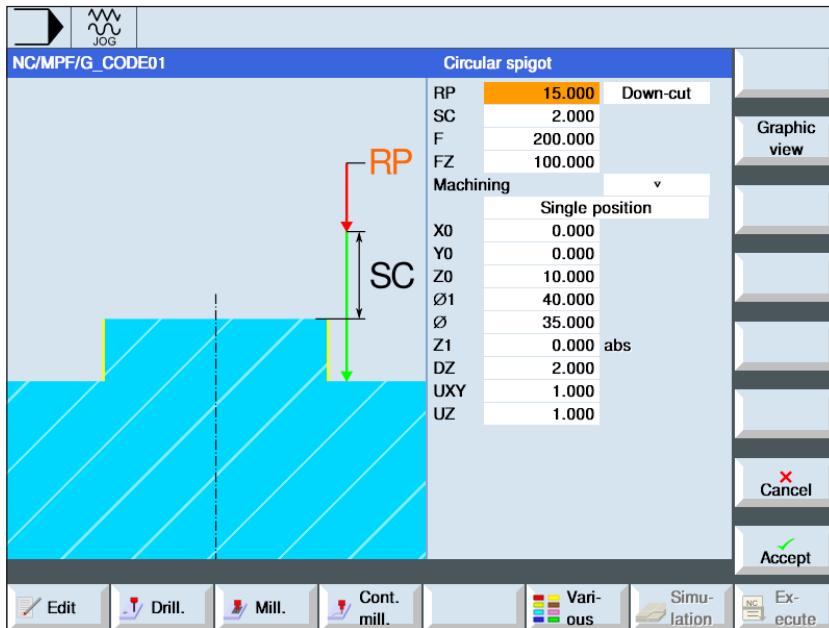 JOG
NC/MPF/G_CODE01
Circular spigot
RP 15.000 Down-cut
SC 2.000
F 200.000
FZ 100.000
Machining ▿
Single position
X0 0.000
Y0 0.000
Z0 10.000
Ø1 40.000
Ø 35.000
Z1 0.000 abs
DZ 2.000
UXY 1.000
UZ 1.000
RP
SC
Graphic
view
Cancel
Accept
Edit
Drill.
Mill.
Cont.
mill.
Vari-
ous
Simu-
lation
NC
Ex-
ecute